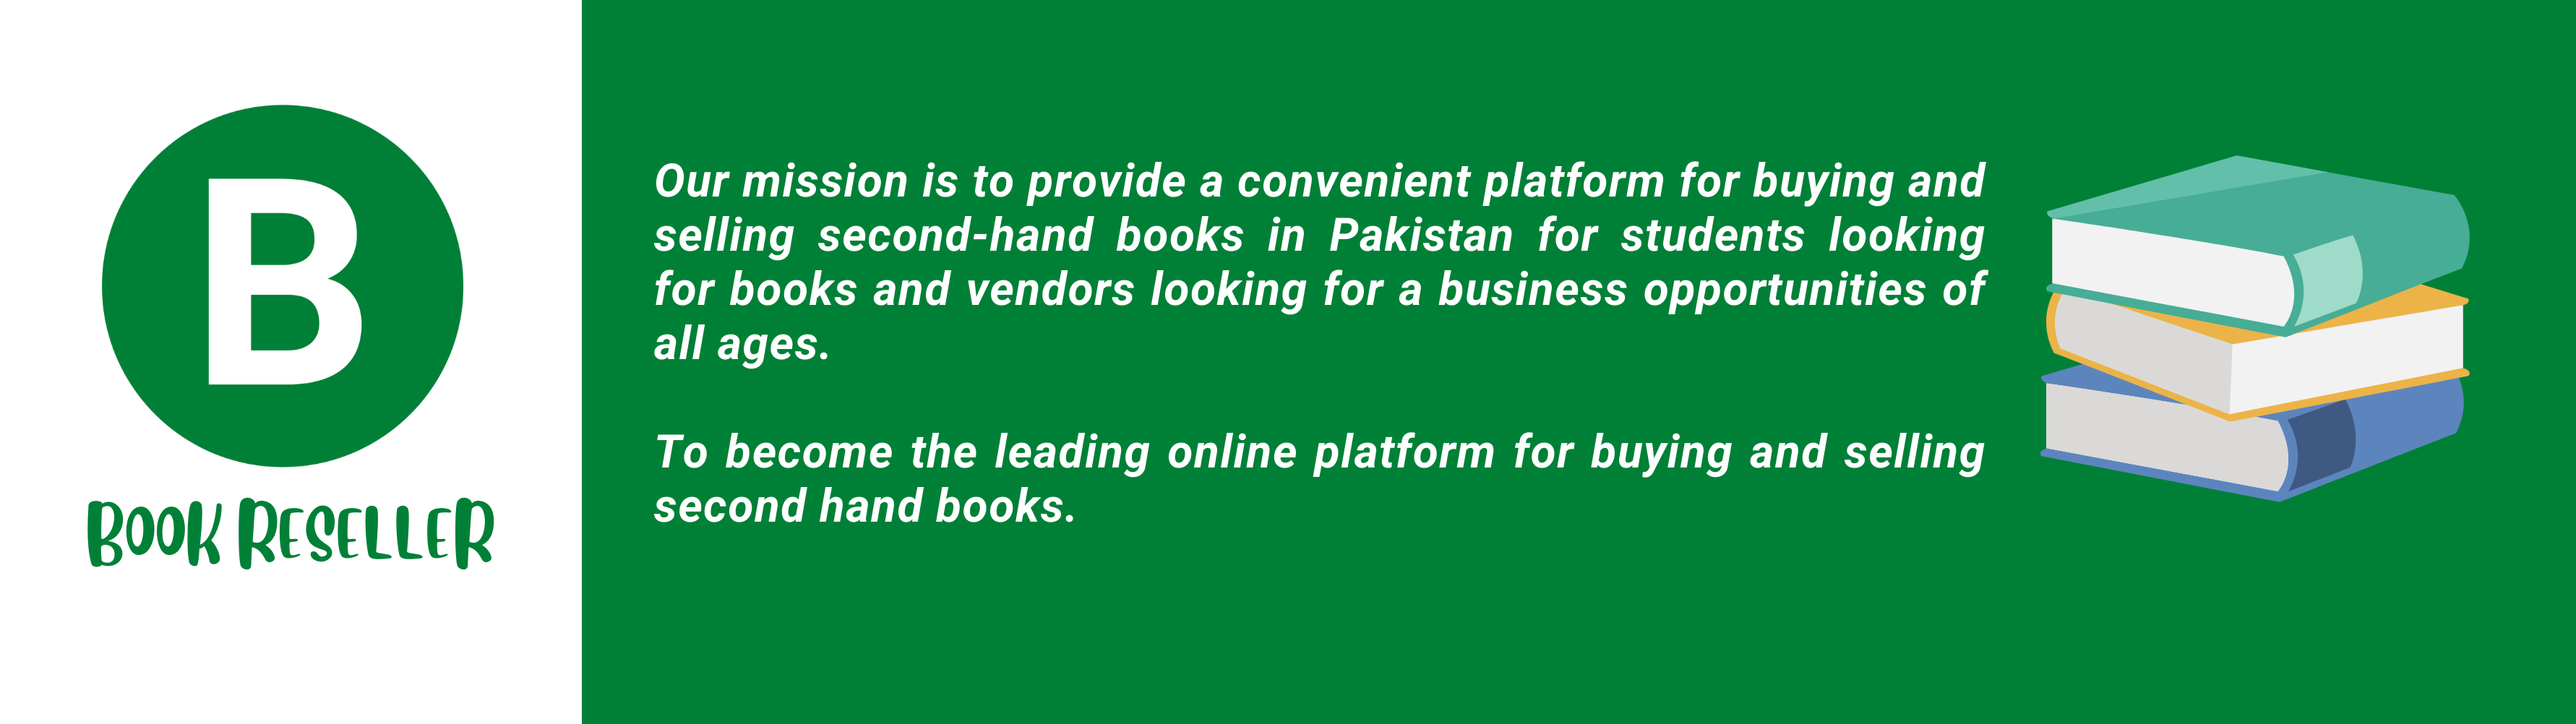 B
BOOK RESELLER
Our mission is to provide a convenient platform for buying and
selling second-hand books in Pakistan for students looking
for books and vendors looking for a business opportunities of
all ages.
To become the leading online platform for buying and selling
second hand books.